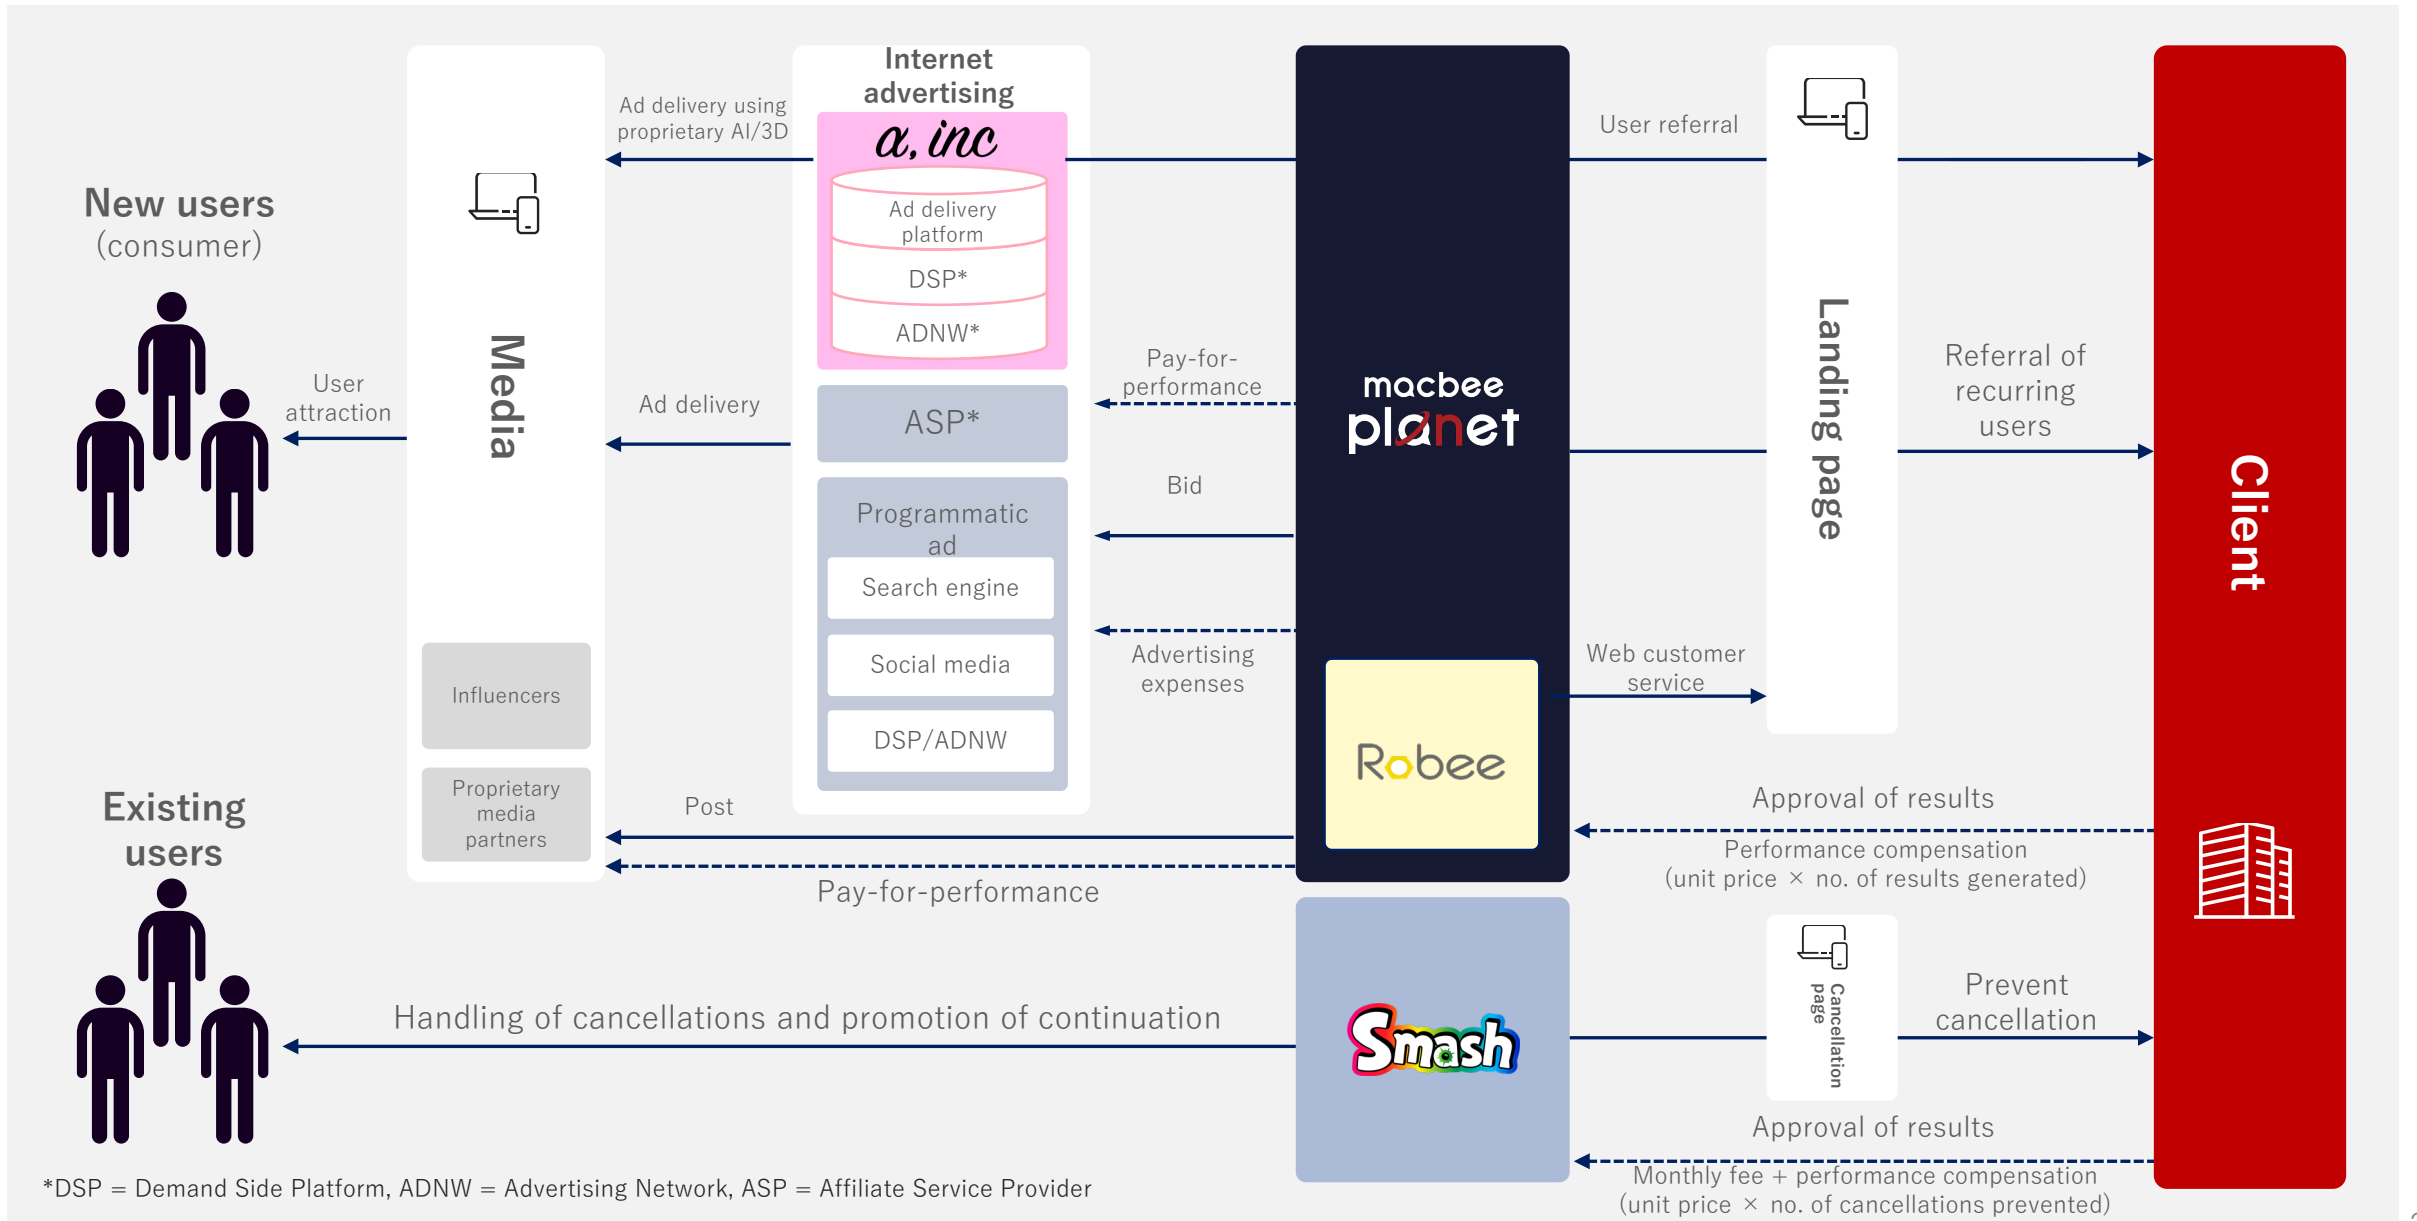 New users
(consumer)
User
attraction
Existing
users
Media
Influencers
Proprietary
media
partners
Ad delivery using
proprietary AI/3D
Ad delivery
Post
Pay-for-performance
Internet
advertising
α, inc
Ad delivery
platform
DSP*
ADNW*
ASP*
Programmatic
ad
Search engine
Social media
DSP/ADNW
Pay-for-
performance
Bid
Advertising
expenses
macbee
planet
Robee
User referral
Landing page
Referral of
recurring
users
Web customer
service
Approval of results
Performance compensation
(unit price × no. of results generated)
Client
Handling of cancellations and promotion of continuation
Smash
Cancellation
page
Prevent
cancellation
Approval of results
Monthly fee + performance compensation
(unit price × no. of cancellations prevented)
*DSP = Demand Side Platform, ADNW = Advertising Network, ASP = Affiliate Service Provider